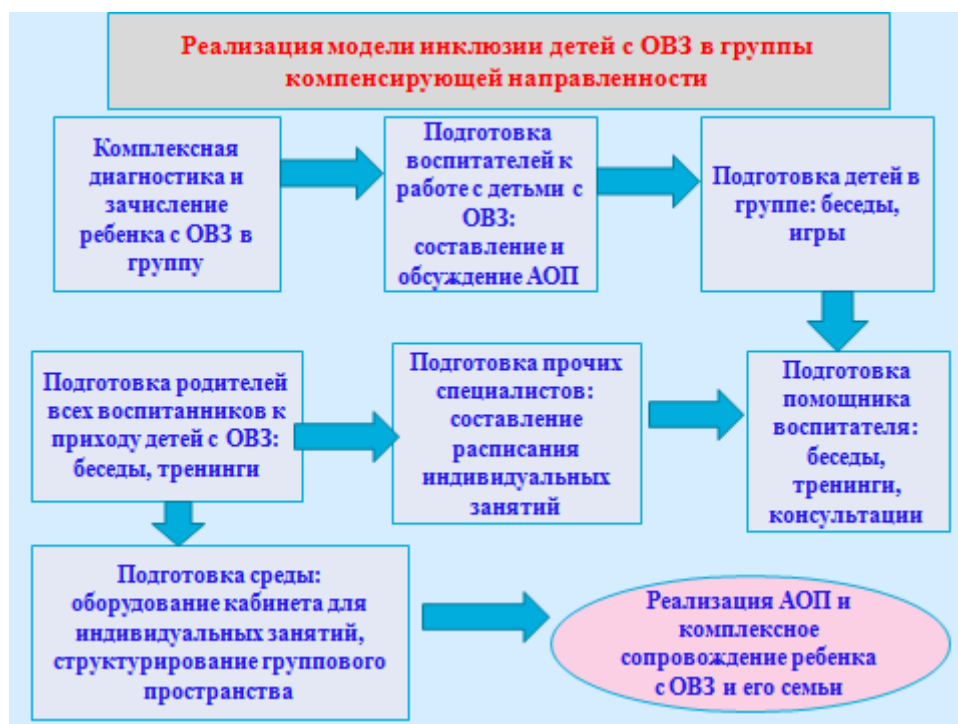 Реализация модели инклюзии детей с ОВЗ в группы
компенсирующей направленности
Комплексная
диагностика и
зачисление
ребенка с ОВЗ в
группу
Подготовка
воспитателей к
работе с детьми с
ОВЗ:
составление и
обсуждение АОП
Подготовка детей в
группе: беседы,
игры
Подготовка родителей
всех воспитанников к
приходу детей с ОВЗ:
беседы, тренинги
Подготовка прочих
специалистов:
составление
расписания
индивидуальных
занятий
Подготовка
помощника
воспитателя:
беседы,
тренинги,
консультации
Подготовка среды:
оборудование кабинета для
индивидуальных занятий,
структурирование группового
пространства
Реализация АОП и
комплексное
сопровождение ребенка
с ОВЗ и его семьи